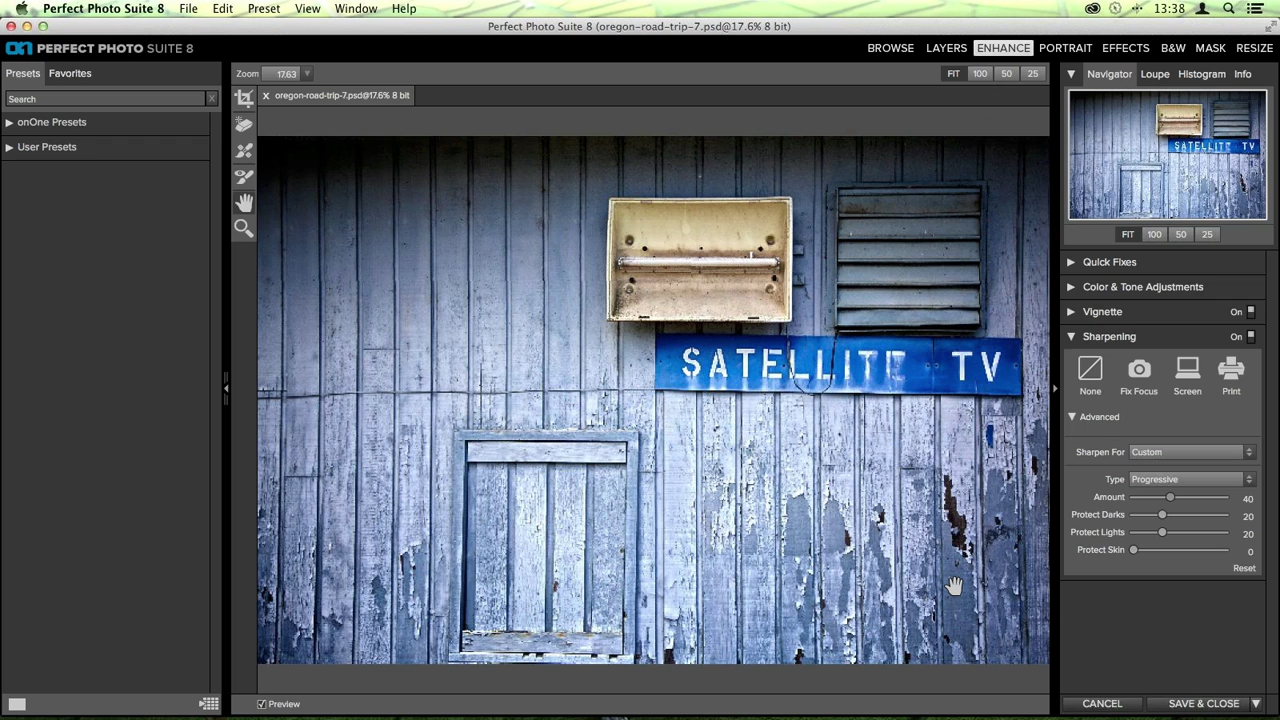 Perfect Photo Suite 8 File Edit Preset View Window Help 13:38
Perfect Photo Suite 8 (oregon-road-trip-7.psd@17.6% 8 bit)
on PERFECT PHOTO SUITE 8 BROWSE LAYERS ENHANCE PORTRAIT EFFECTS B&W MASK RESIZE
Presets Favorites Zoom 17.63 FIT 100 50 25 Navigator Loupe Histogram Info
Search X
x oregon-road-trip-7.psd@17.6% 8 bit
onOne Presets
User Presets
SATELLITE TV
FIT 100 50 25
Quick Fixes
Color & Tone Adjustments
Vignette On
Sharpening On
SATELLITE TV
None Fix Focus Screen Print
Advanced
Sharpen For Custom
Type Progressive
Amount 40
Protect Darks 20
Protect Lights 20
Protect Skin 0
Reset
Preview CANCEL SAVE & CLOSE